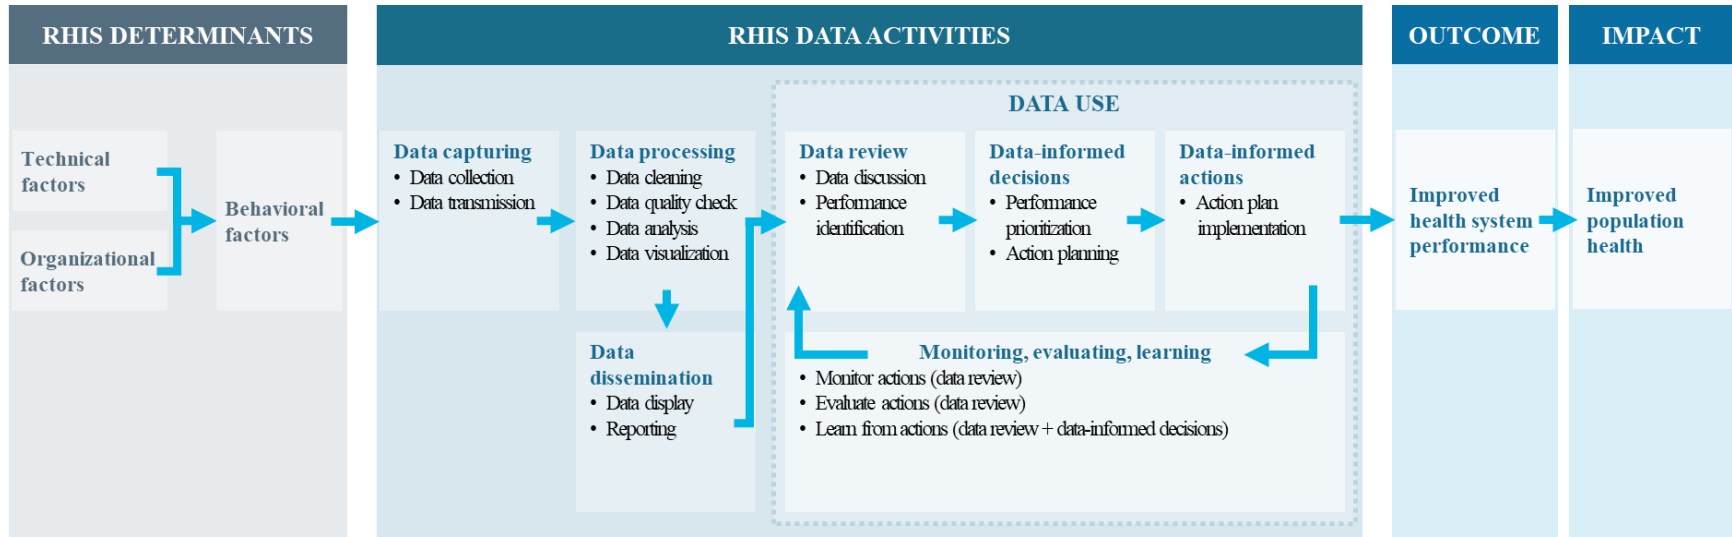 RHIS DETERMINANTS
Technical
factors
Organizational
factors
Behavioral
factors
RHIS DATA ACTIVITIES
Data capturing
• Data collection
• Data transmission
Data processing
• Data cleaning
• Data quality check
• Data analysis
• Data visualization
Data
dissemination
• Data display
• Reporting
DATA USE
Data review
• Data discussion
• Performance
identification
Data-informed
decisions
• Performance
prioritization
• Action planning
Data-informed
actions
• Action plan
implementation
Monitoring, evaluating, learning
• Monitor actions (data review)
• Evaluate actions (data review)
• Learn from actions (data review + data-informed decisions)
OUTCOME
Improved
health system
performance
IMPACT
Improved
population
health